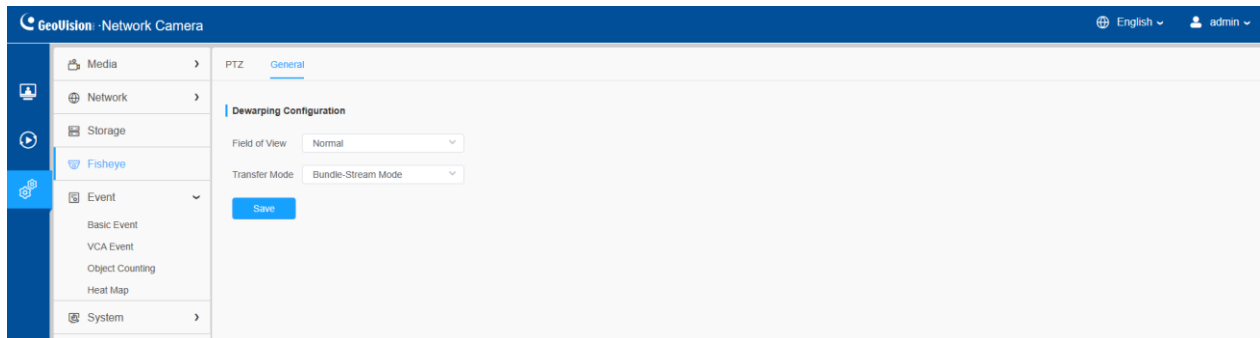 GeoVision Network Camera
English
admin
Media
Network
Storage
Fisheye
Event
Basic Event
VCA Event
Object Counting
Heat Map
System
PTZ General
Dewarping Configuration
Field of View Normal
Transfer Mode Bundle-Stream Mode
Save